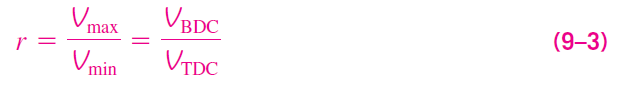 r = V_max / V_min = V_BDC / V_TDC (9–3)